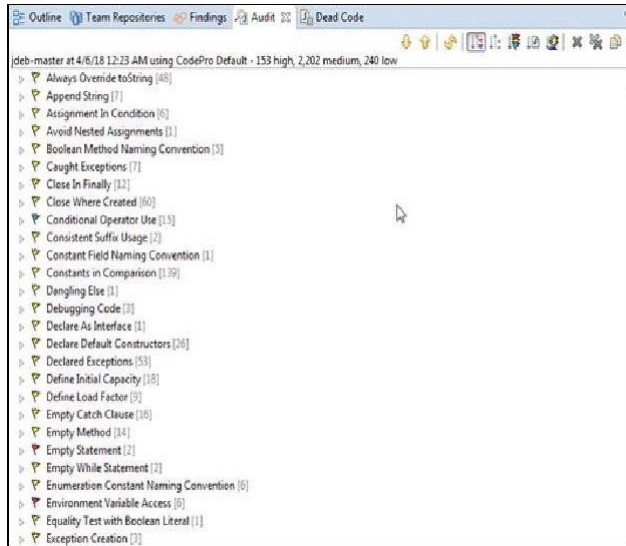 Outline Team Repositories Findings Audit Dead Code
jdeb-master at 4/6/18 12:23 AM using CodePro Default - 153 high, 2,202 medium, 240 low
Always Override toString [48]
Append String [7]
Assignment In Condition [6]
Avoid Nested Assignments [1]
Boolean Method Naming Convention [5]
Caught Exceptions [7]
Close In Finally [12]
Close Where Created [60]
Conditional Operator Use [15]
Consistent Suffix Usage [2]
Constant Field Naming Convention [1]
Constants in Comparison [139]
Dangling Else [1]
Debugging Code [3]
Declare As Interface [1]
Declare Default Constructors [26]
Declared Exceptions [53]
Define Initial Capacity [18]
Define Load Factor [9]
Empty Catch Clause [16]
Empty Method [14]
Empty Statement [2]
Empty While Statement [2]
Enumeration Constant Naming Convention [6]
Environment Variable Access [6]
Equality Test with Boolean Literal [1]
Exception Creation [3]